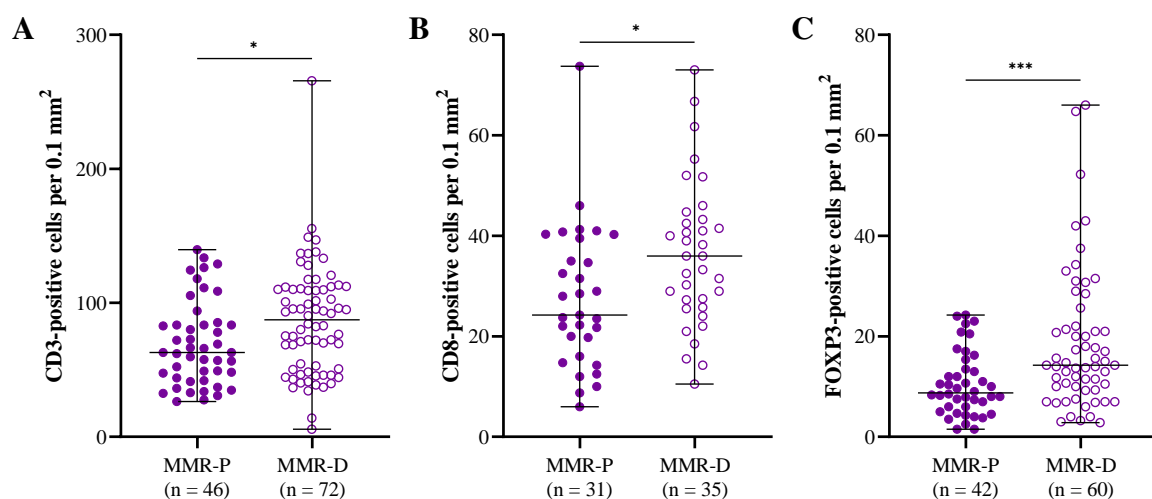 A
CD3-positive cells per 0.1 mm²
300
200
100
0
*
MMR-P
(n = 46)
MMR-D
(n = 72)
B
CD8-positive cells per 0.1 mm²
80
60
40
20
0
*
MMR-P
(n = 31)
MMR-D
(n = 35)
C
FOXP3-positive cells per 0.1 mm²
80
60
40
20
0
***
MMR-P
(n = 42)
MMR-D
(n = 60)